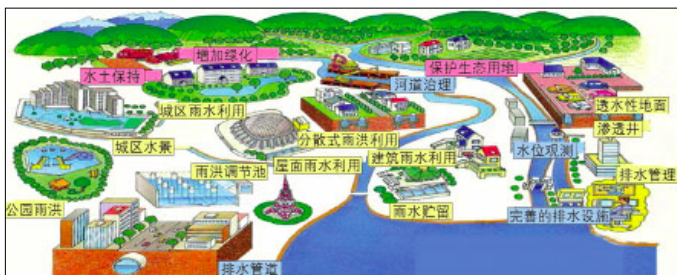 增加绿化
水土保持
保护生态用地
河道治理
城区雨水利用
透水性地面
分散式雨洪利用
渗透井
城区水景
水位观测
屋面雨水利用
建筑雨水利用
雨洪调节池
排水管理
公园雨洪
雨水贮留
完善的排水设施
排水管道